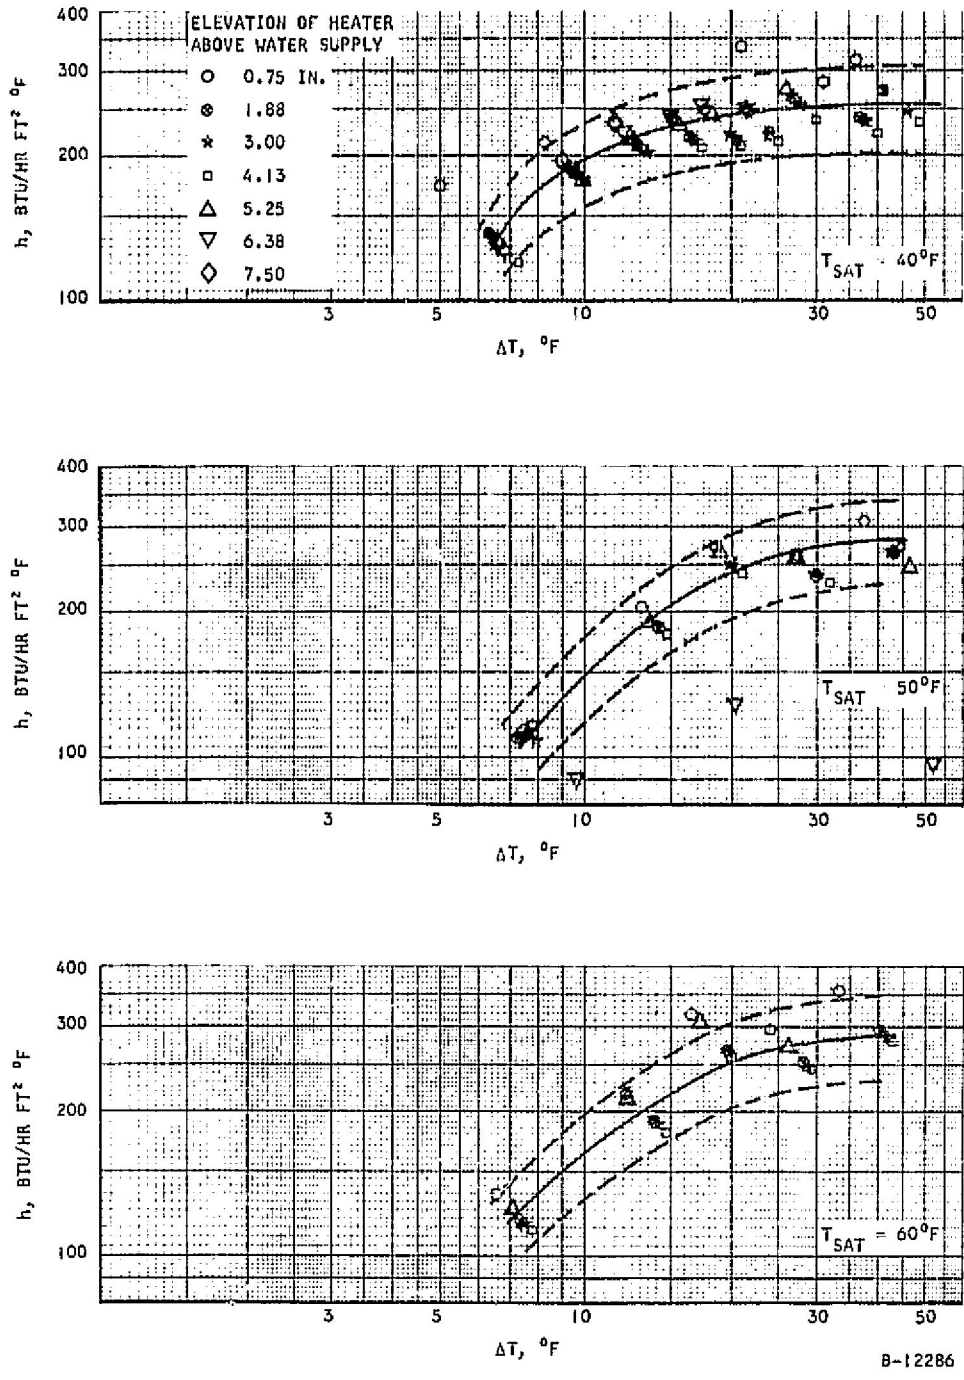 400
300
200
100
h, BTU/HR FT² °F
ELEVATION OF HEATER
ABOVE WATER SUPPLY
0.75 IN.
1.88
3.00
4.13
5.25
6.38
7.50
T_SAT = 40°F
3 5 10 30 50
ΔT, °F
400
300
200
100
h, BTU/HR FT² °F
T_SAT 50°F
3 5 10 30 50
ΔT, °F
400
300
200
100
h, BTU/HR FT² °F
T_SAT = 60°F
3 5 10 30 50
ΔT, °F
B-12286